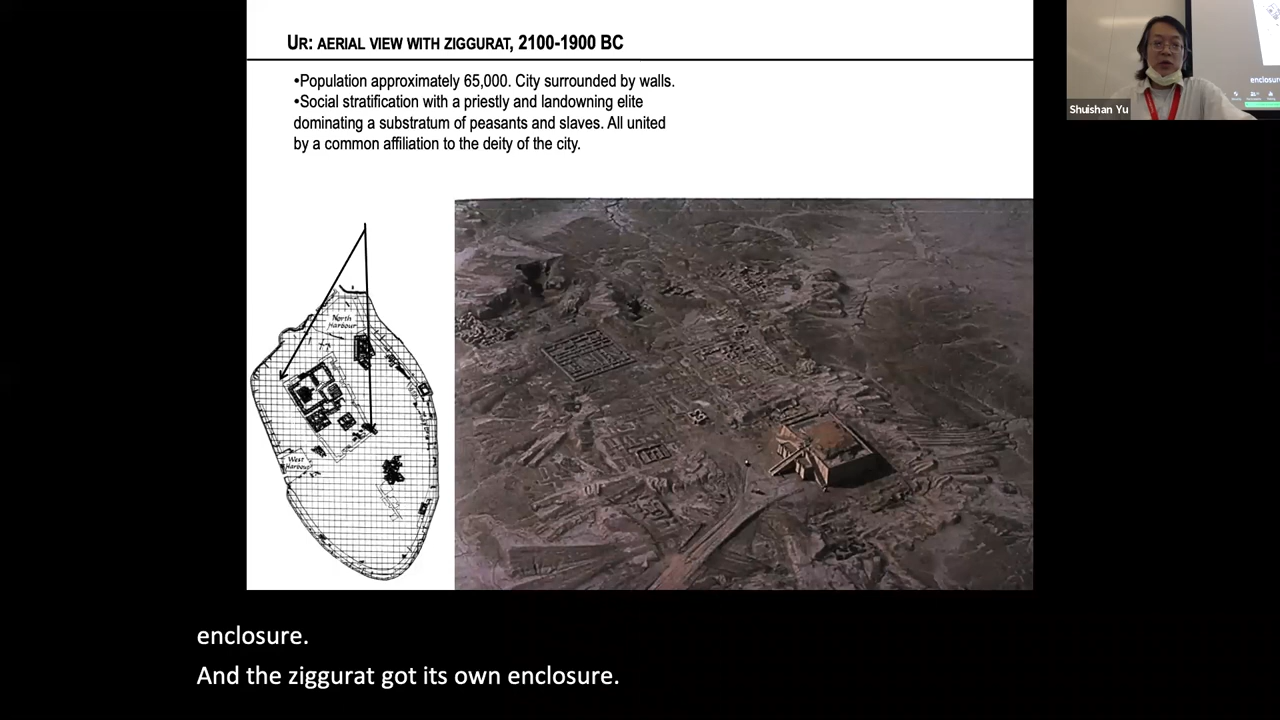 UR: AERIAL VIEW WITH ZIGGURAT, 2100-1900 BC
•Population approximately 65,000. City surrounded by walls.
•Social stratification with a priestly and landowning elite
dominating a substratum of peasants and slaves. All united
by a common affiliation to the deity of the city.
enclosure
Shuishan Yu
North
Harbour
West
Harbour
enclosure.
And the ziggurat got its own enclosure.